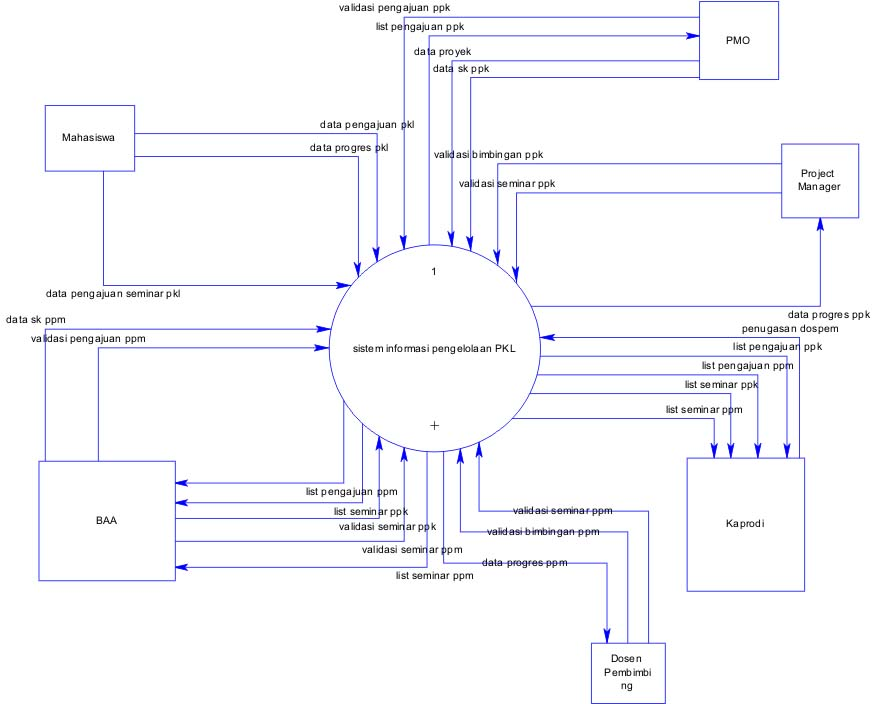 validasi pengajuan ppk
list pengajuan ppk
data proyek
data sk ppk
PMO
Mahasiswa
data pengajuan pkl
data progres pkl
validasi bimbingan ppk
validasi seminar ppk
Project
Manager
data pengajuan seminar pkl
1
sistem informasi pengelolaan PKL
+
data progres ppk
penugasan dospem
data sk ppm
validasi pengajuan ppm
list pengajuan ppk
list pengajuan ppm
list seminar ppk
list seminar ppm
BAA
list pengajuan ppm
list seminar ppk
validasi seminar ppk
validasi seminar ppm
list seminar ppm
Kaprodi
validasi seminar ppm
validasi bimbingan ppm
data progres ppm
Dosen
Pembimbi
ng